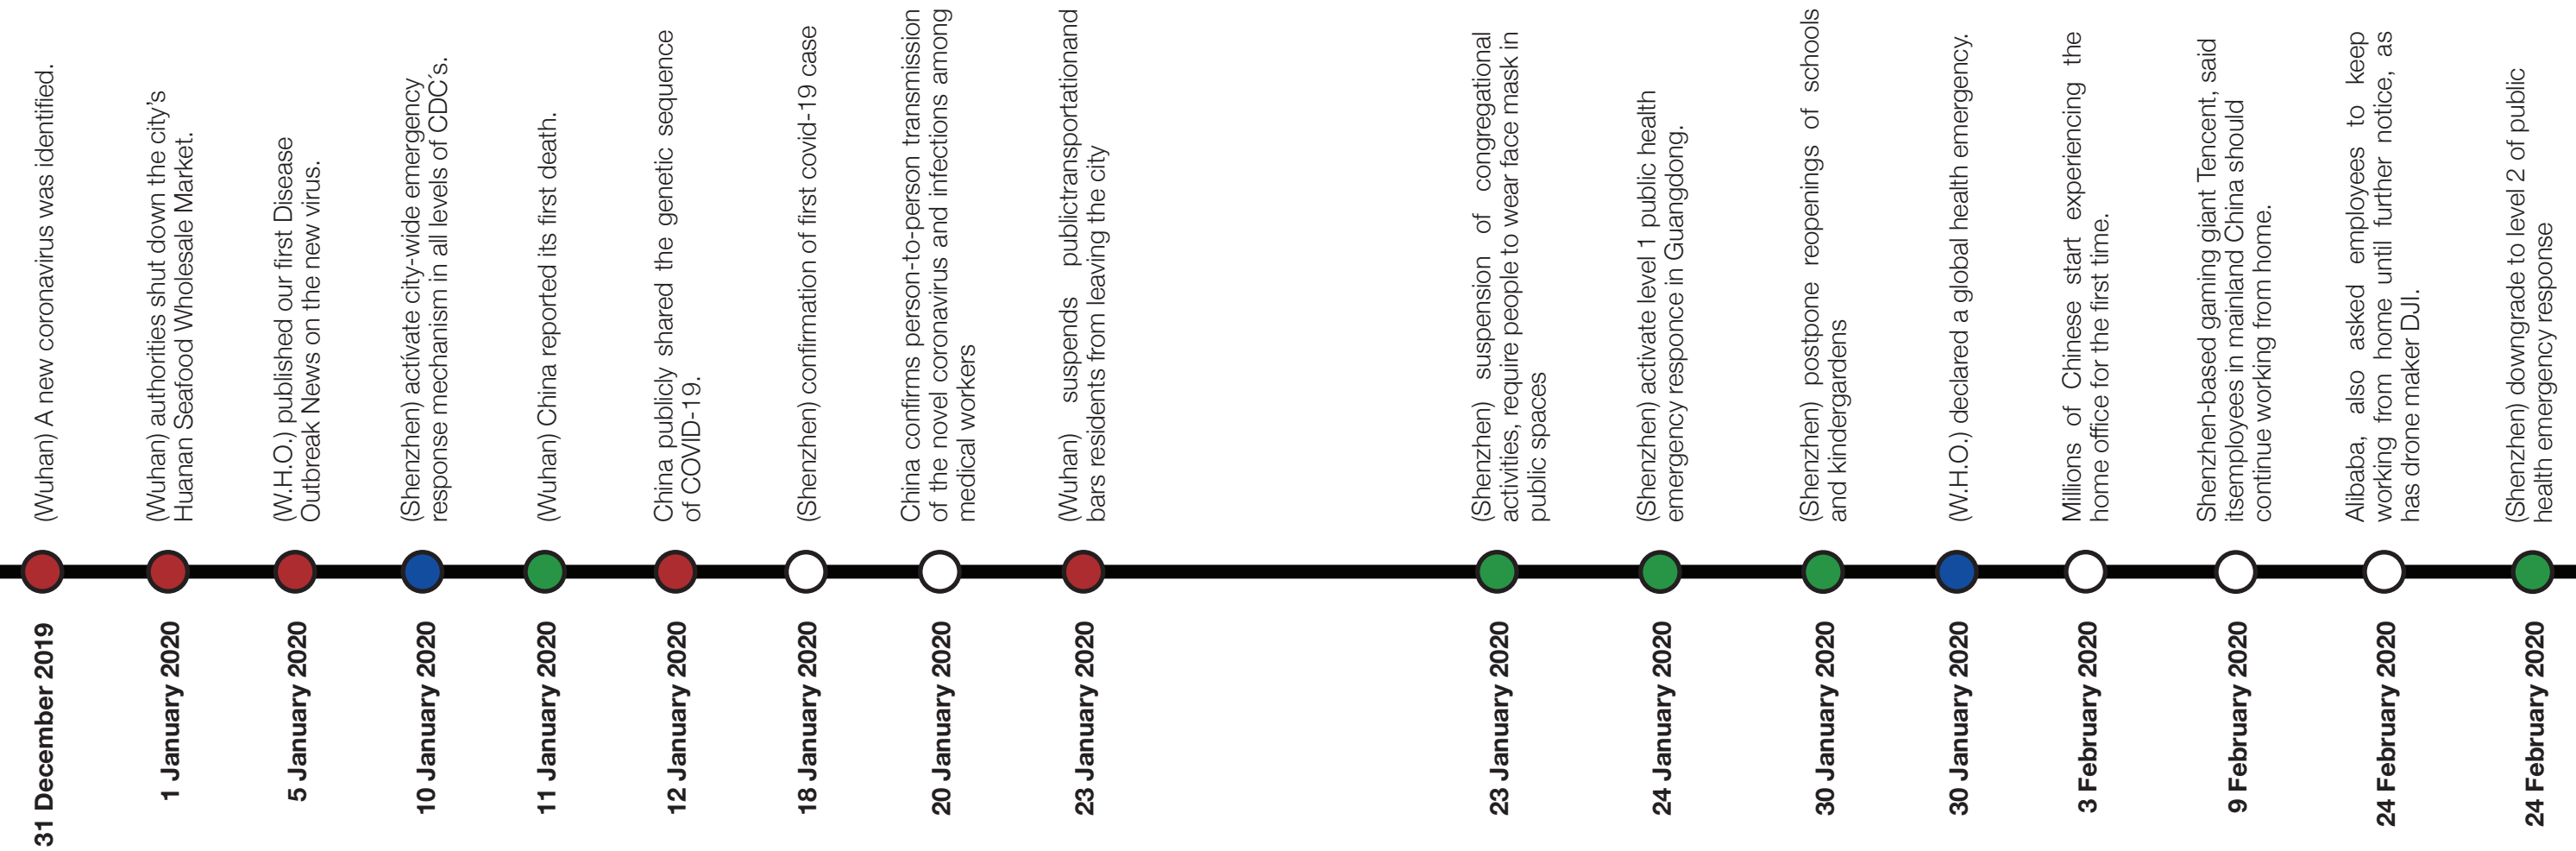 (Wuhan) A new coronavirus was identified.
31 December 2019
(Wuhan) authorities shut down the city's
Huanan Seafood Wholesale Market.
1 January 2020
(W.H.O.) published our first Disease
Outbreak News on the new virus.
5 January 2020
(Shenzhen) actívate city-wide emergency
response mechanism in all levels of CDC´s.
10 January 2020
(Wuhan) China reported its first death.
11 January 2020
China publicly shared the genetic sequence
of COVID-19.
12 January 2020
(Shenzhen) confirmation of first covid-19 case
18 January 2020
China confirms person-to-person transmission
of the novel coronavirus and infections among
medical workers
20 January 2020
(Wuhan) suspends publictransportationand
bars residents from leaving the city
23 January 2020
(Shenzhen) suspension of congregational
activities, require people to wear face mask in
public spaces
23 January 2020
(Shenzhen) activate level 1 public health
emergency responce in Guangdong.
24 January 2020
(Shenzhen) postpone reopenings of schools
and kindergardens
30 January 2020
(W.H.O.) declared a global health emergency.
30 January 2020
Millions of Chinese start experiencing the
home office for the first time.
3 February 2020
Shenzhen-based gaming giant Tencent, said
itsemployees in mainland China should
continue working from home.
9 February 2020
Alibaba, also asked employees to keep
working from home until further notice, as
has drone maker DJI.
24 February 2020
(Shenzhen) downgrade to level 2 of public
health emergency response
24 February 2020